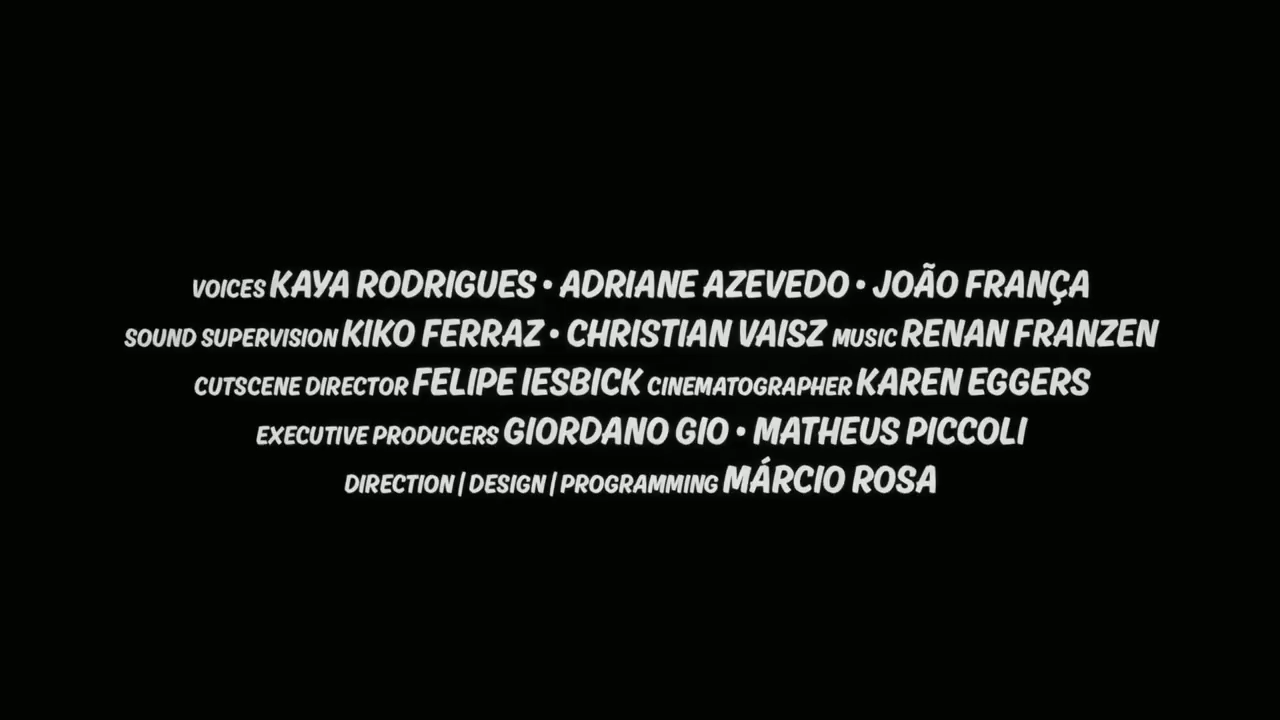 VOICES KAYA RODRIGUES • ADRIANE AZEVEDO • JOÃO FRANÇA
SOUND SUPERVISION KIKO FERRAZ • CHRISTIAN VAISZ MUSIC RENAN FRANZEN
CUTSCENE DIRECTOR FELIPE IESBICK CINEMATOGRAPHER KAREN EGGERS
EXECUTIVE PRODUCERS GIORDANO GIO • MATHEUS PICCOLI
DIRECTION | DESIGN | PROGRAMMING MÁRCIO ROSA